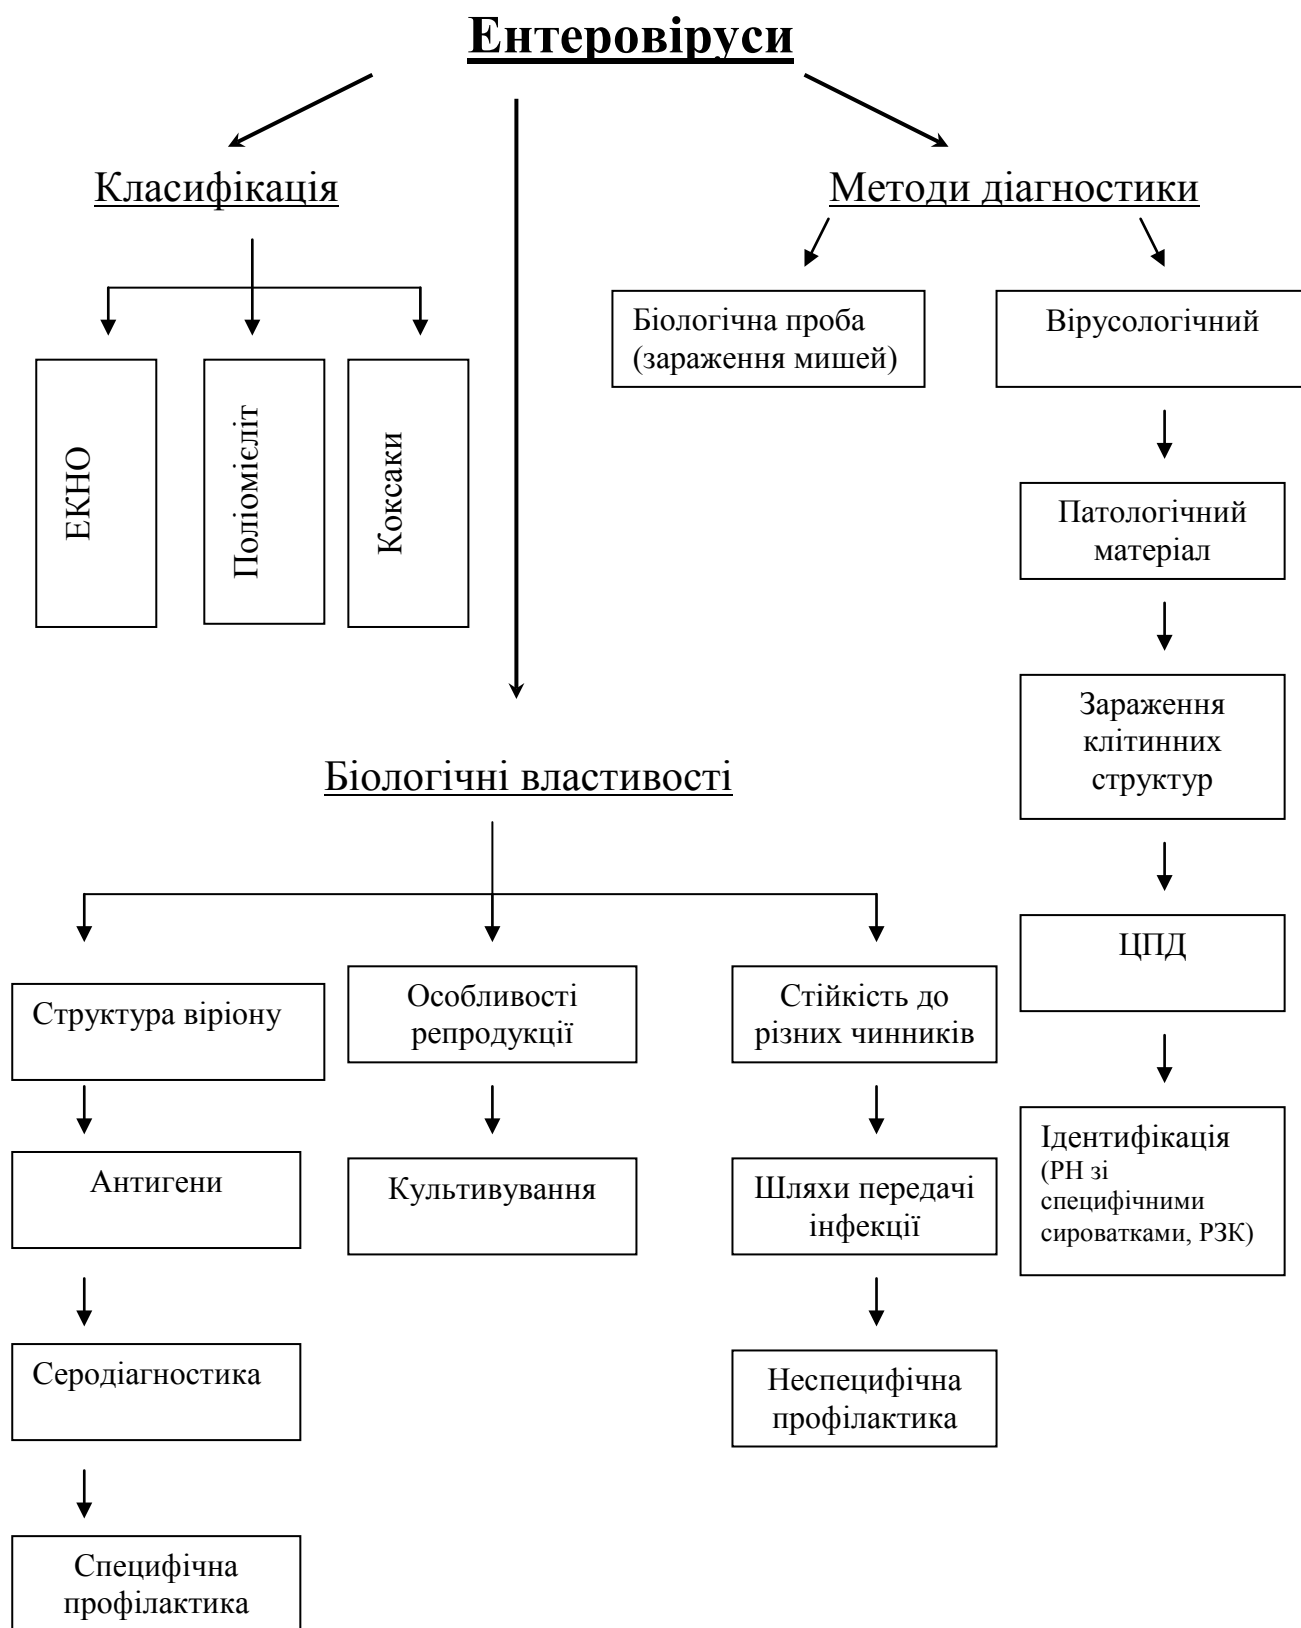 Ентеровіруси
Класифікація
Методи діагностики
Біологічна проба
(зараження мишей)
Вірусологічний
ЕКНО
Поліомієліт
Коксаки
Патологічний
матеріал
Зараження
клітинних
структур
Біологічні властивості
ЦПД
Структура віріону
Особливості
репродукції
Стійкість до
різних чинників
Ідентифікація
(РН зі
специфічними
сироватками, РЗК)
Антигени
Культивування
Шляхи передачі
інфекції
Серодіагностика
Неспецифічна
профілактика
Специфічна
профілактика